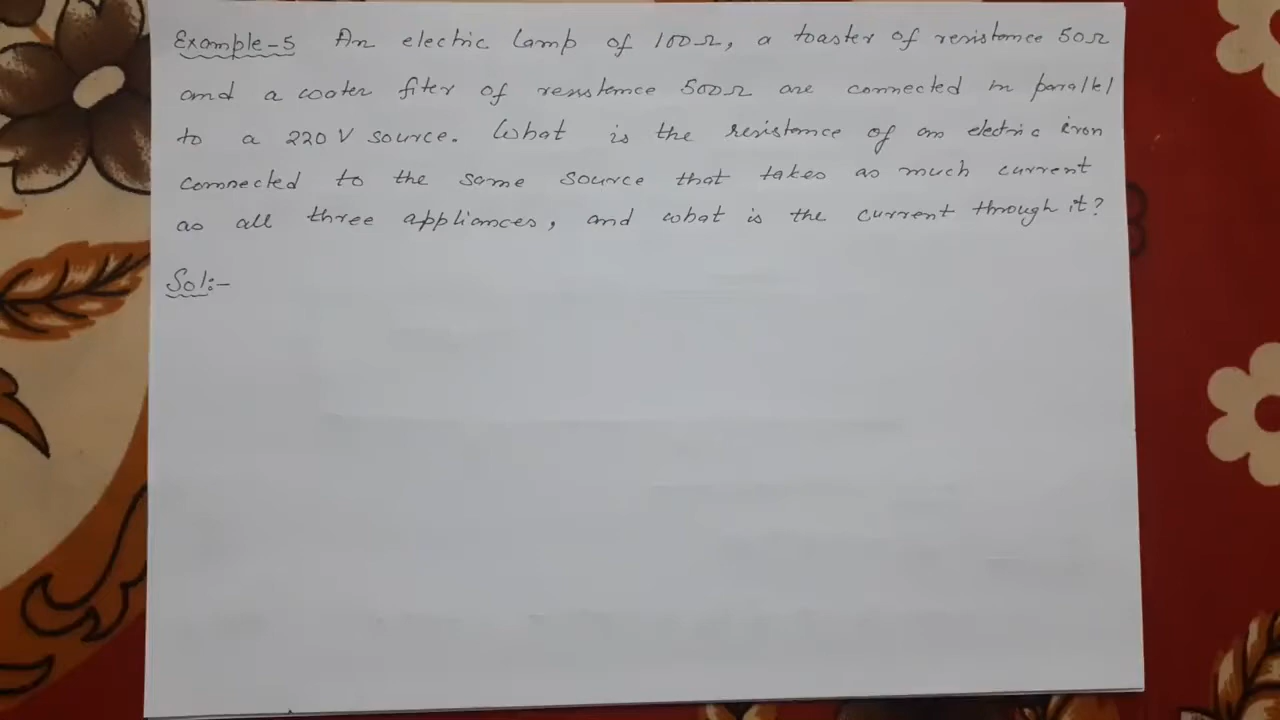 Example-5 An electric lamp of 100Ω, a toaster of resistance 50Ω
and a water fiter of resistance 500Ω are connected in parallel
to a 220 V source. What is the resistance of an electric iron
connected to the same source that takes as much current
as all three appliances, and what is the current through it?
Sol:-